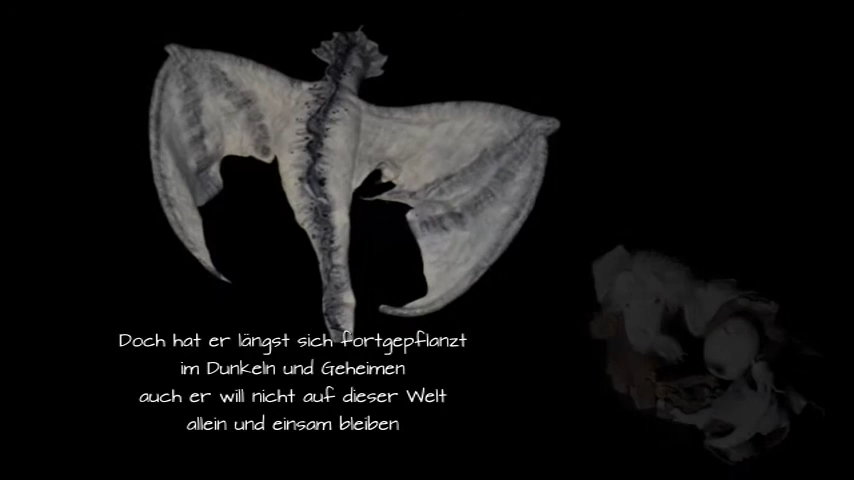 Doch hat er längst sich fortgepflanzt
im Dunkeln und Geheimen
auch er will nicht auf dieser Welt
allein und einsam bleiben